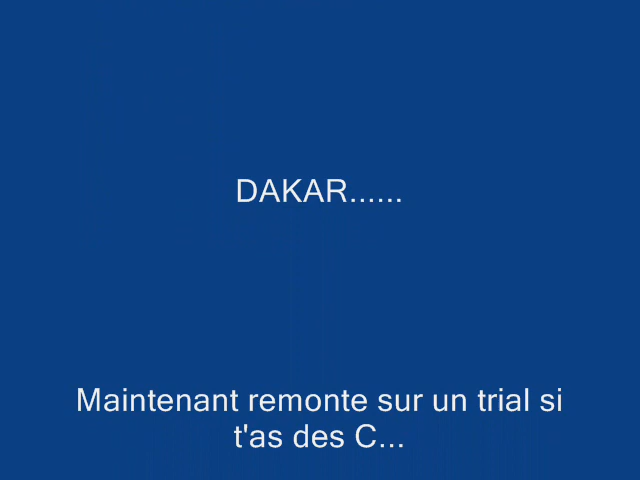 DAKAR......
Maintenant remonte sur un trial si
t'as des C...